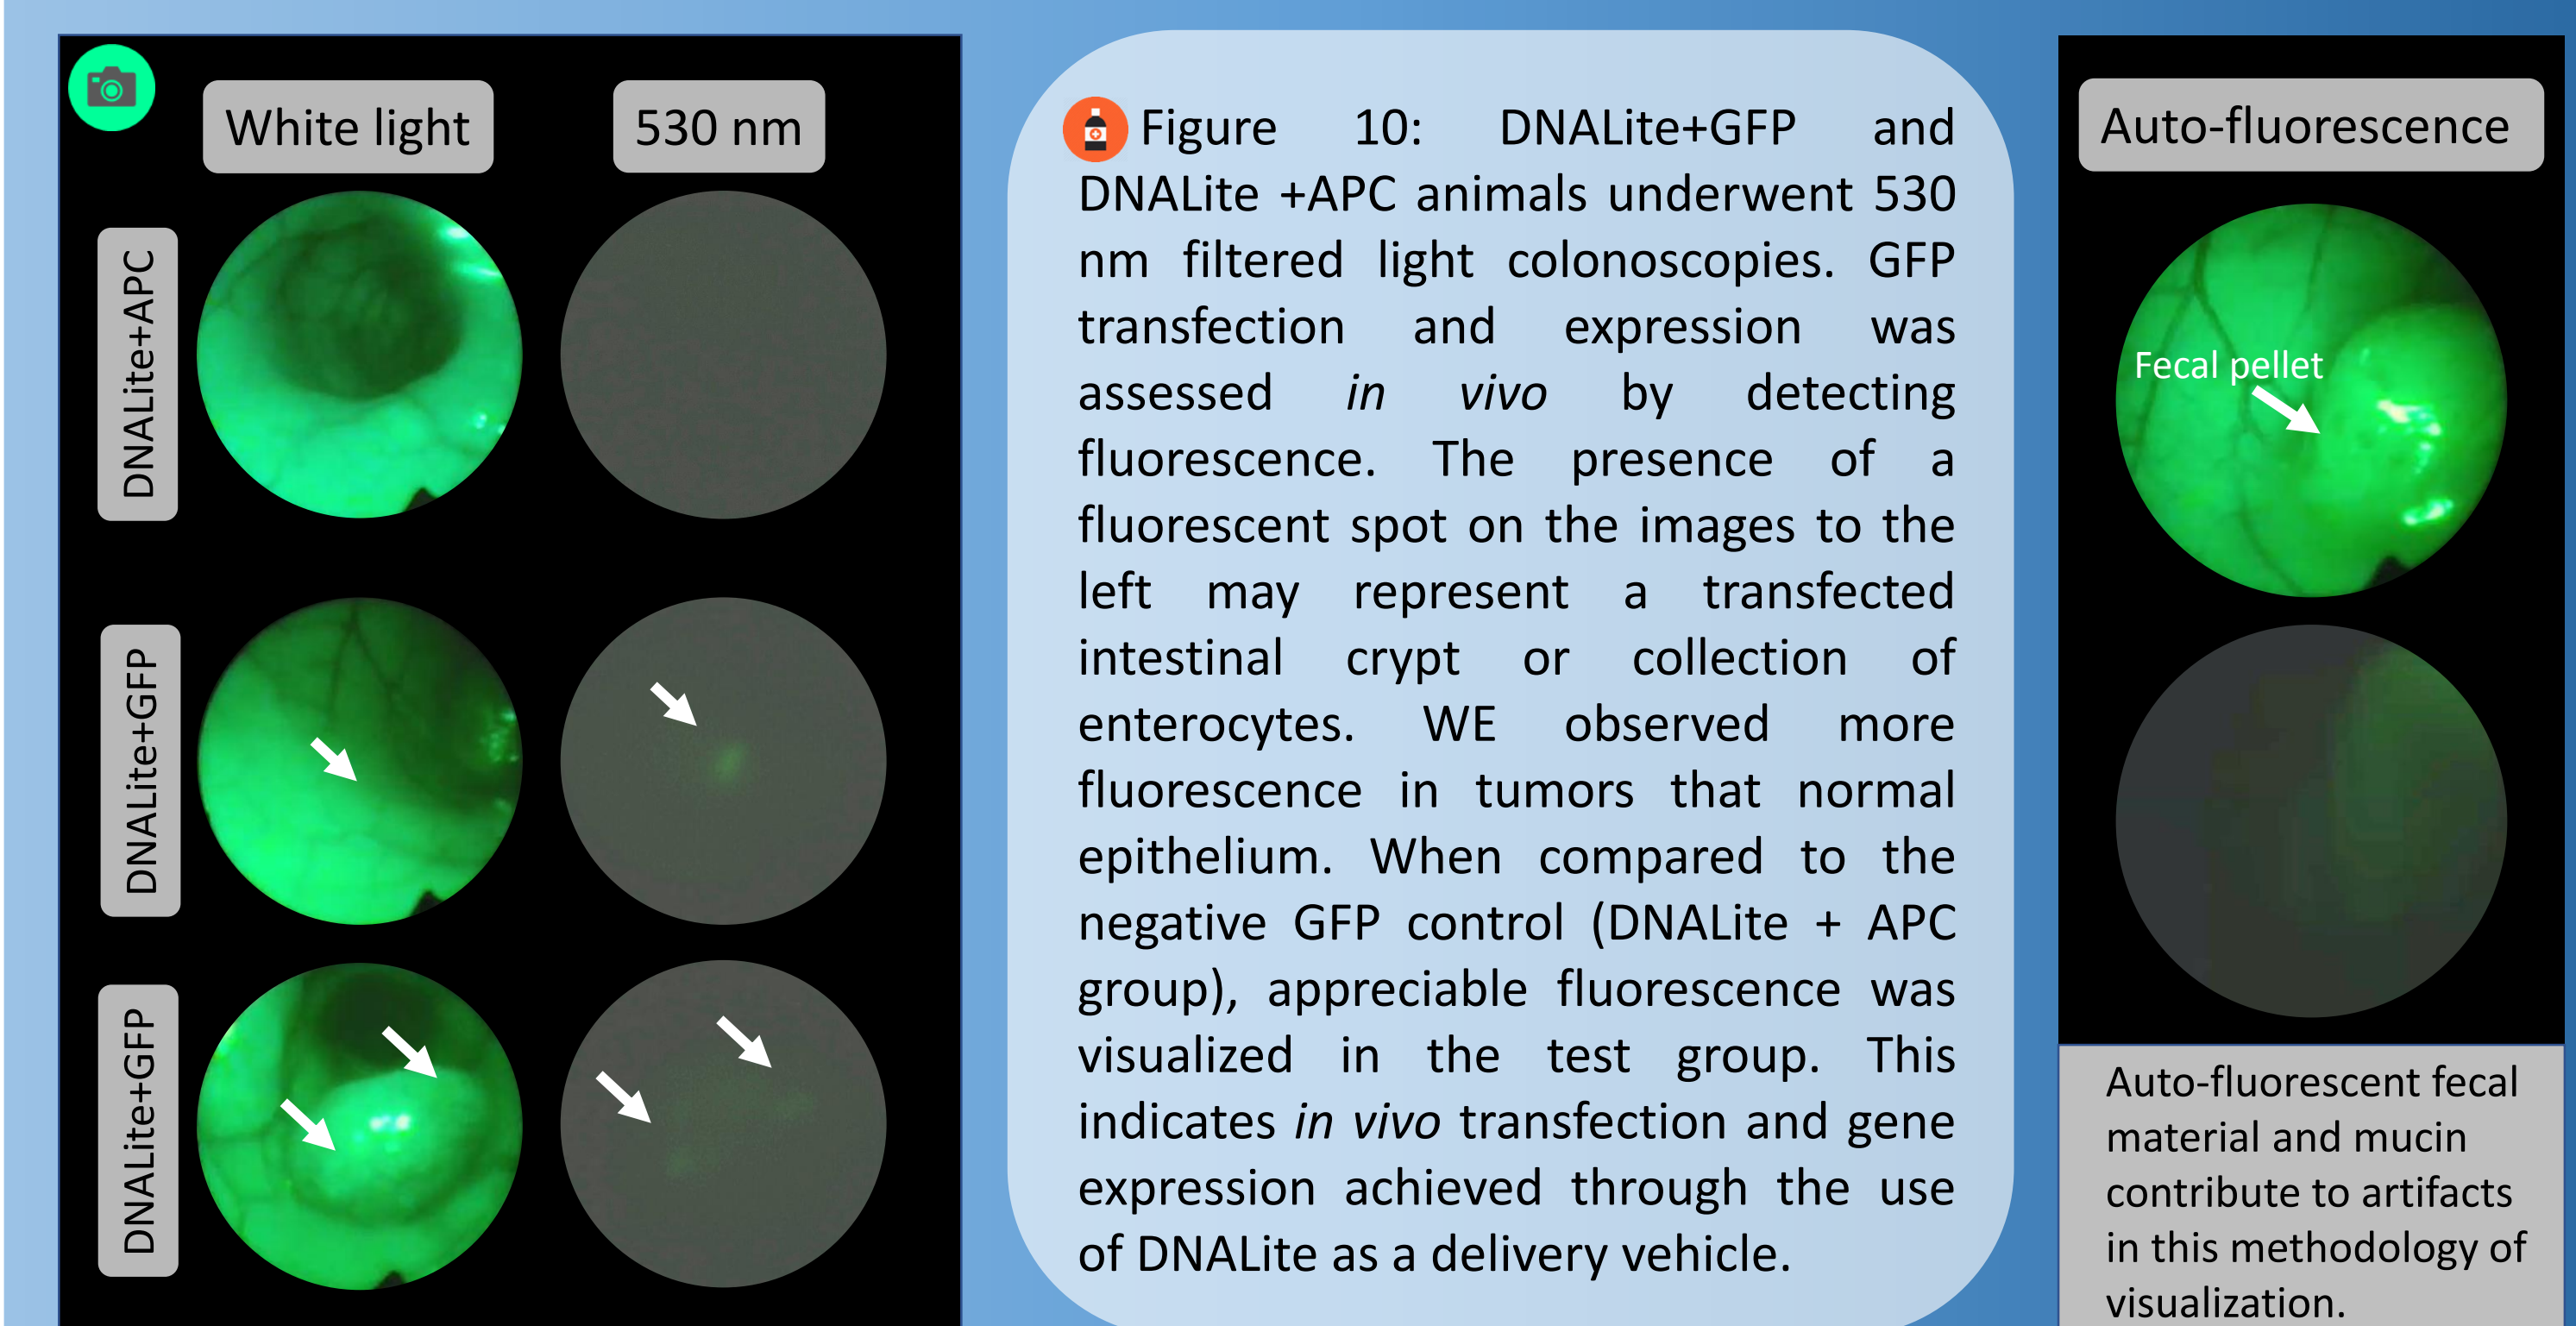 White light
530 nm
DNALite+APC
DNALite+GFP
DNALite+GFP
Figure 10: DNALite+GFP and
DNALite +APC animals underwent 530
nm filtered light colonoscopies. GFP
transfection and expression was
assessed in vivo by detecting
fluorescence. The presence of a
fluorescent spot on the images to the
left may represent a transfected
intestinal crypt or collection of
enterocytes. WE observed more
fluorescence in tumors that normal
epithelium. When compared to the
negative GFP control (DNALite + APC
group), appreciable fluorescence was
visualized in the test group. This
indicates in vivo transfection and gene
expression achieved through the use
of DNALite as a delivery vehicle.
Auto-fluorescence
Fecal pellet
Auto-fluorescent fecal
material and mucin
contribute to artifacts
in this methodology of
visualization.